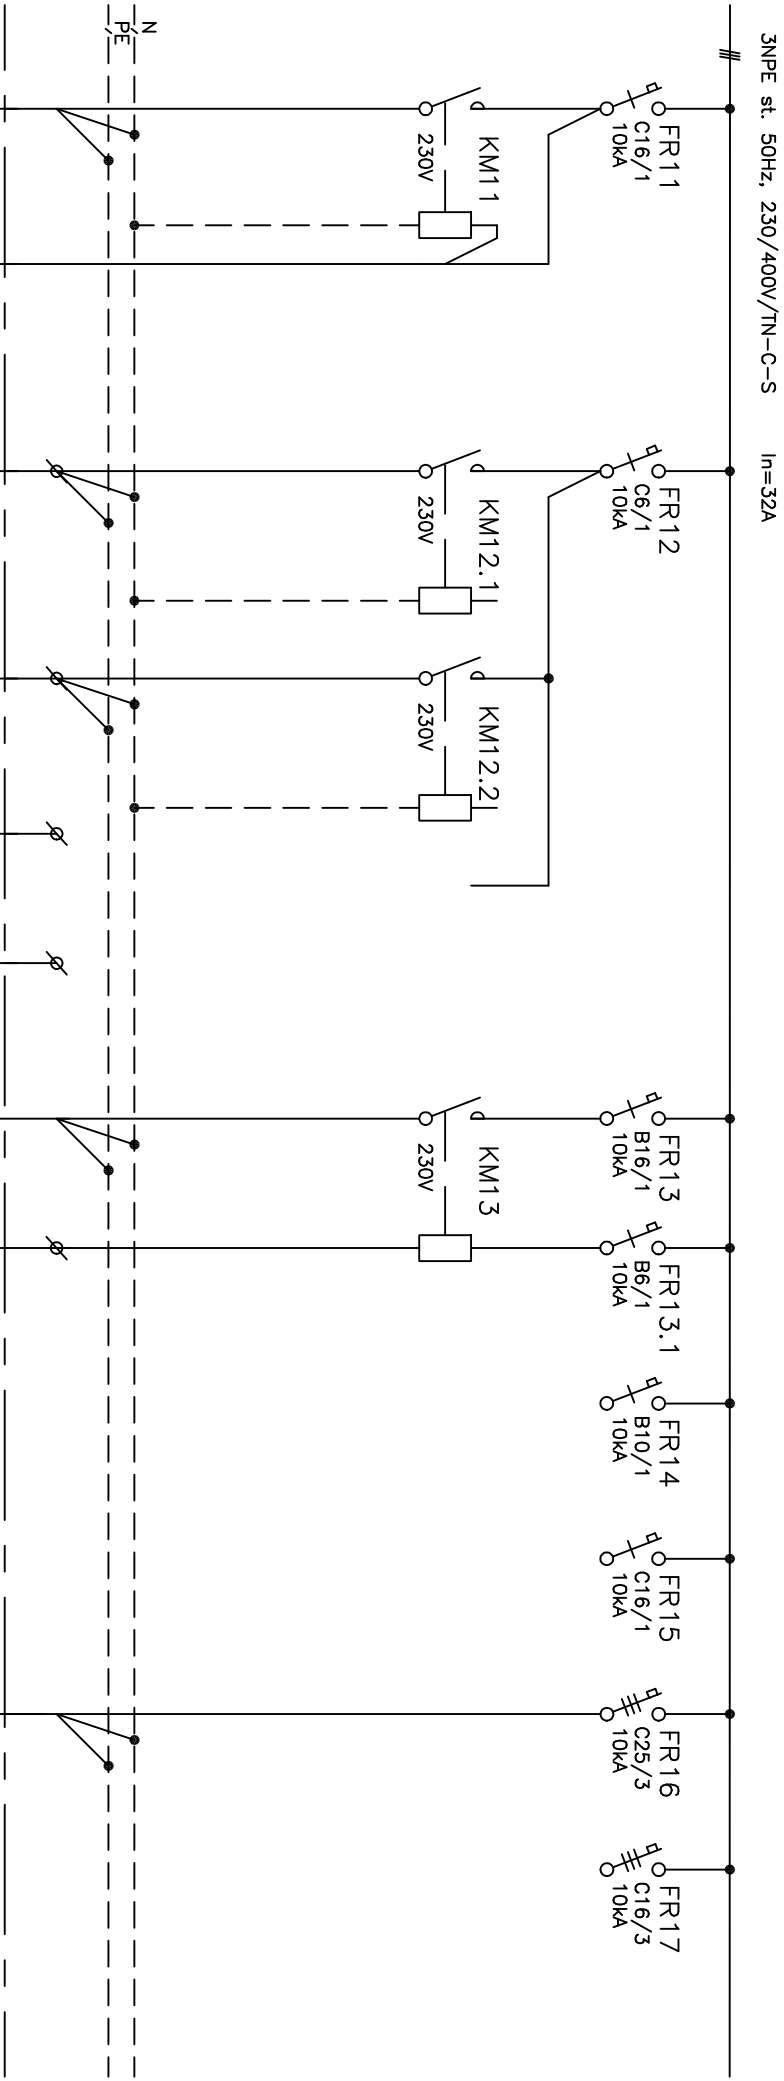 3NPE st. 50Hz, 230/400V/TN-C-S In=32A
FR11
C16/1
10kA
FR12
C6/1
10kA
FR13
B16/1
10kA
FR13.1
B6/1
10kA
FR14
B10/1
10kA
FR15
C16/1
10kA
FR16
C25/3
10kA
FR17
C16/3
10kA
KM11
230V
KM12.1
230V
KM12.2
230V
KM13
230V
N
PE